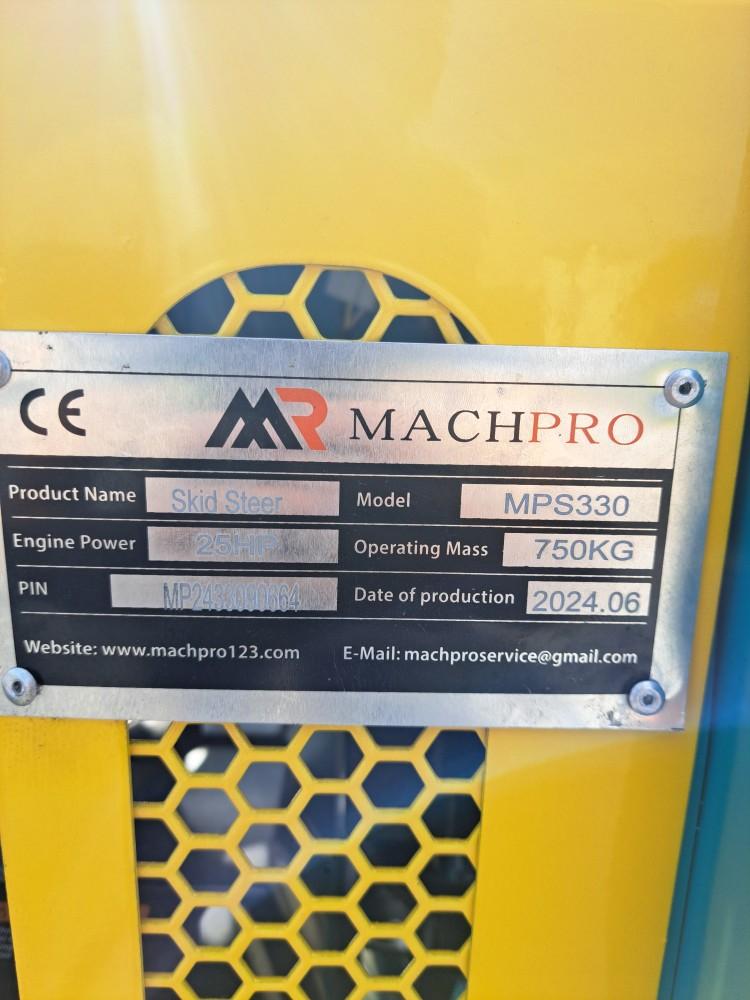 CE MR MACHPRO
Product Name Skid Steer Model MPS330
Engine Power 25HP Operating Mass 750KG
PIN MP2433090664 Date of production 2024.06
Website: www.machpro123.com E-Mail: machproservice@gmail.com